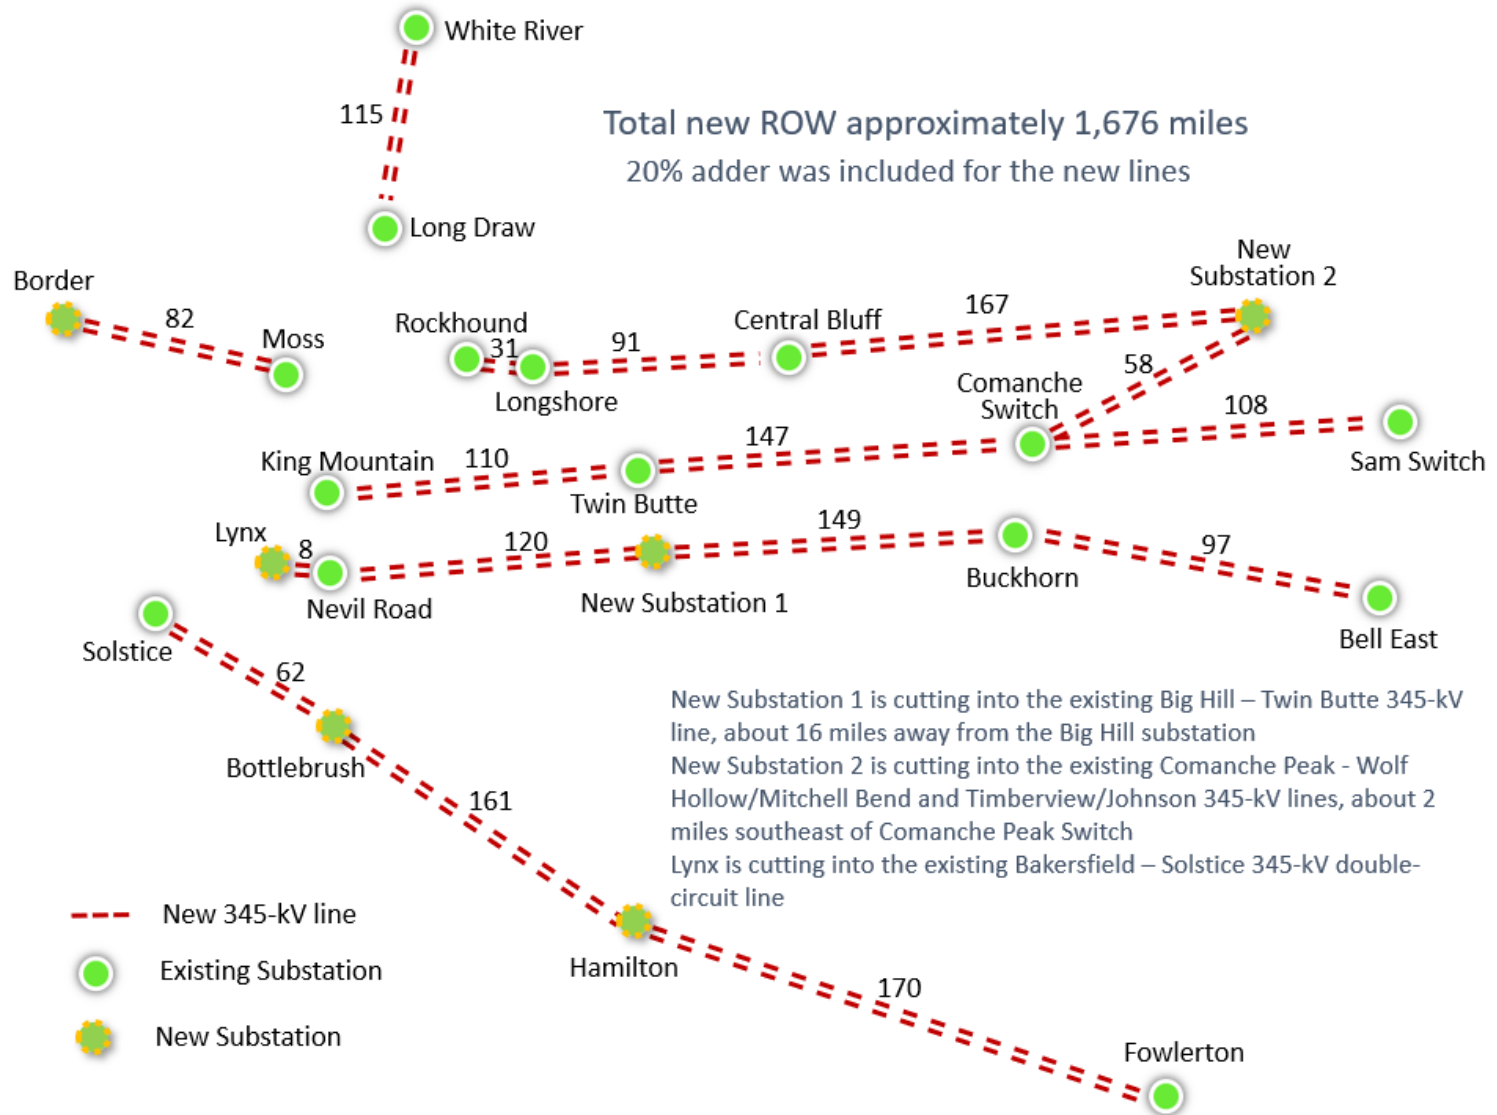 White River
115
Total new ROW approximately 1,676 miles
20% adder was included for the new lines
Long Draw
New
Substation 2
Border
82
Moss
Rockhound
31
Longshore
91
Central Bluff
167
58
Comanche
Switch
108
Sam Switch
King Mountain
110
Twin Butte
147
Lynx
8
Nevil Road
120
New Substation 1
149
Buckhorn
97
Bell East
Solstice
62
Bottlebrush
161
New Substation 1 is cutting into the existing Big Hill – Twin Butte 345-kV
line, about 16 miles away from the Big Hill substation
New Substation 2 is cutting into the existing Comanche Peak - Wolf
Hollow/Mitchell Bend and Timberview/Johnson 345-kV lines, about 2
miles southeast of Comanche Peak Switch
Lynx is cutting into the existing Bakersfield – Solstice 345-kV double-
circuit line
Hamilton
170
Fowlerton
New 345-kV line
Existing Substation
New Substation